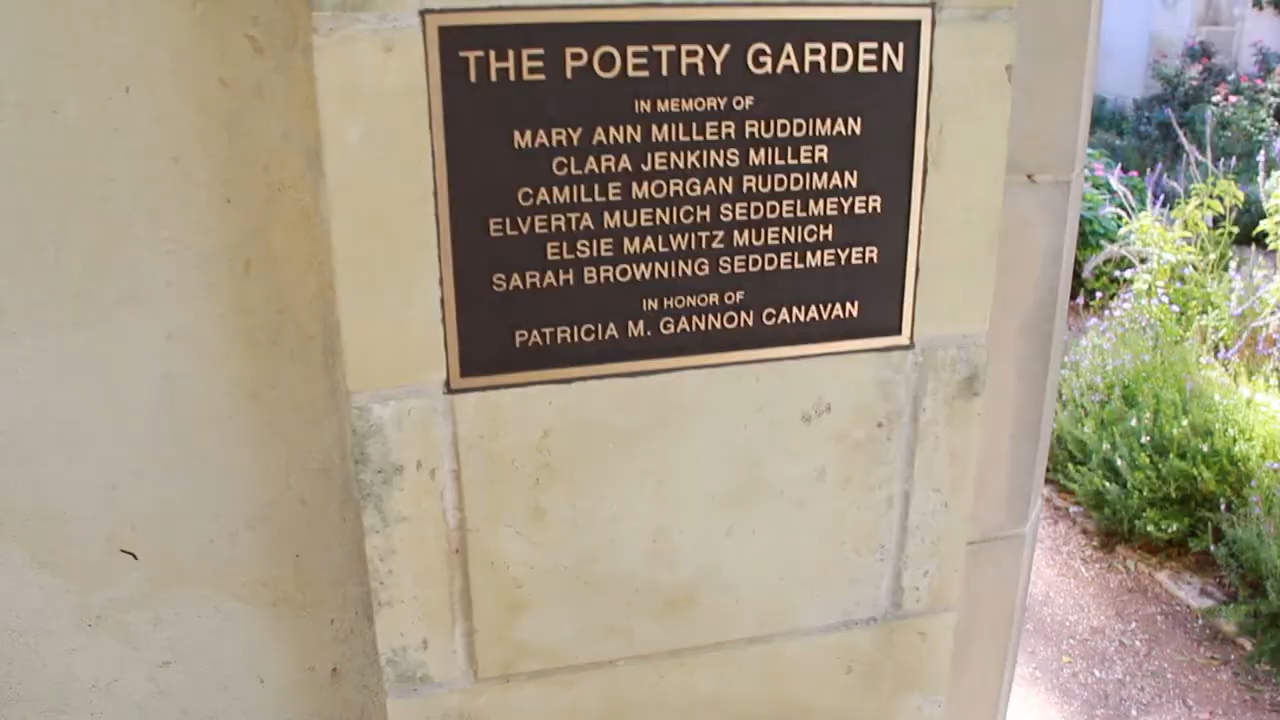 THE POETRY GARDEN
IN MEMORY OF
MARY ANN MILLER RUDDIMAN
CLARA JENKINS MILLER
CAMILLE MORGAN RUDDIMAN
ELVERTA MUENICH SEDDELMEYER
ELSIE MALWITZ MUENICH
SARAH BROWNING SEDDELMEYER
IN HONOR OF
PATRICIA M. GANNON CANAVAN